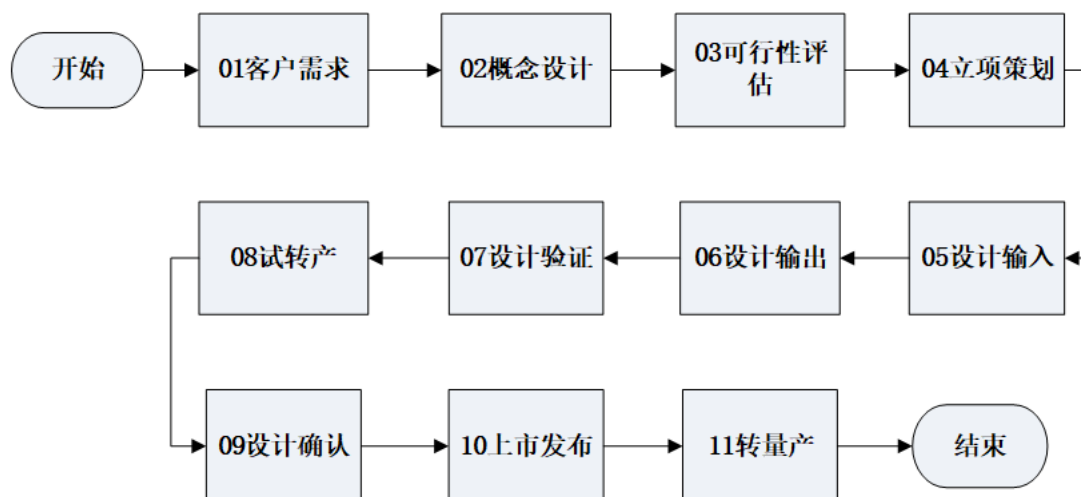 开始
01客户需求
02概念设计
03可行性评
估
04立项策划
08试转产
07设计验证
06设计输出
05设计输入
09设计确认
10上市发布
11转量产
结束